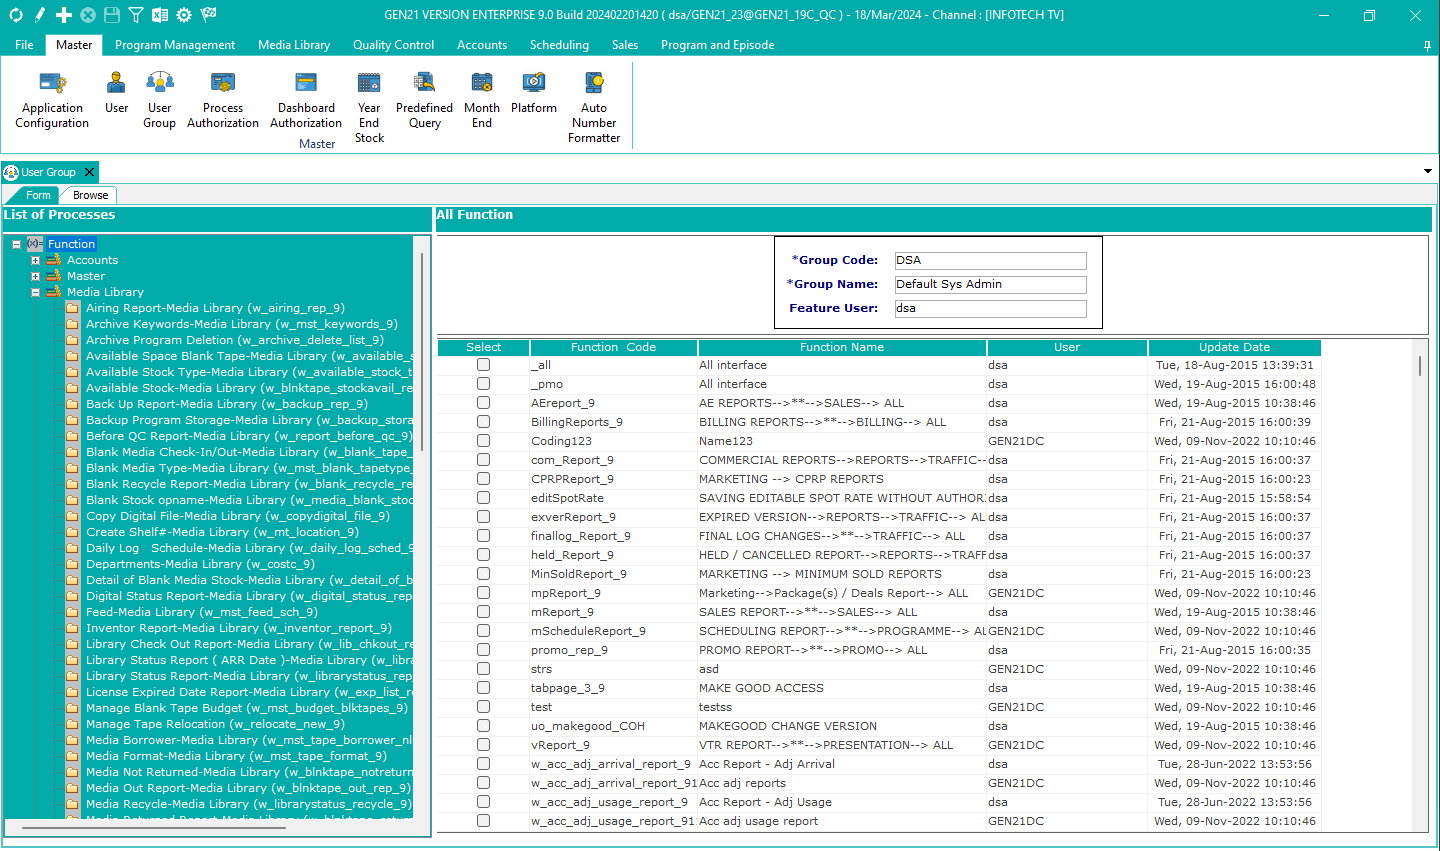 GEN21 VERSION ENTERPRISE 9.0 Build 202402201420 ( dsa/GEN21_23@GEN21_19C_QC ) - 18/Mar/2024 - Channel : [INFOTECH TV]
File Master Program Management Media Library Quality Control Accounts Scheduling Sales Program and Episode
Application Configuration
User
User Group
Process Authorization
Dashboard Authorization
Year End Stock
Predefined Query
Month End
Platform
Auto Number Formatter
Master
User Group
Form Browse
List of Processes
Function
Accounts
Master
Media Library
Airing Report-Media Library (w_airing_rep_9)
Archive Keywords-Media Library (w_mst_keywords_9)
Archive Program Deletion (w_archive_delete_list_9)
Available Space Blank Tape-Media Library (w_available_s
Available Stock Type-Media Library (w_available_stock_t
Available Stock-Media Library (w_blnktape_stockavail_re
Back Up Report-Media Library (w_backup_rep_9)
Backup Program Storage-Media Library (w_backup_stora
Before QC Report-Media Library (w_report_before_qc_9)
Blank Media Check-In/Out-Media Library (w_blank_tape_
Blank Media Type-Media Library (w_mst_blank_tapetype_
Blank Recycle Report-Media Library (w_blank_recycle_re
Blank Stock opname-Media Library (w_media_blank_stoc
Copy Digital File-Media Library (w_copydigital_file_9)
Create Shelf#-Media Library (w_mt_location_9)
Daily Log Schedule-Media Library (w_daily_log_sched_9
Departments-Media Library (w_costc_9)
Detail of Blank Media Stock-Media Library (w_detail_of_b
Digital Status Report-Media Library (w_digital_status_rep
Feed-Media Library (w_mst_feed_sch_9)
Inventor Report-Media Library (w_inventor_report_9)
Library Check Out Report-Media Library (w_lib_chkout_re
Library Status Report ( ARR Date )-Media Library (w_libra
Library Status Report-Media Library (w_librarystatus_rep
License Expired Date Report-Media Library (w_exp_list_r
Manage Blank Tape Budget (w_mst_budget_blktapes_9)
Manage Tape Relocation (w_relocate_new_9)
Media Borrower-Media Library (w_mst_tape_borrower_nl
Media Format-Media Library (w_mst_tape_format_9)
Media Not Returned-Media Library (w_blnktape_notreturn
Media Out Report-Media Library (w_blnktape_out_rep_9)
Media Recycle-Media Library (w_librarystatus_recycle_9)
Media Returned Report-Media Library (w_blnktape_return
All Function
*Group Code: DSA
*Group Name: Default Sys Admin
Feature User: dsa
Select Function Code Function Name User Update Date
_all All interface dsa Tue, 18-Aug-2015 13:39:31
_pmo All interface dsa Wed, 19-Aug-2015 16:00:48
AEreport_9 AE REPORTS-->**-->SALES--> ALL dsa Wed, 19-Aug-2015 10:38:46
BillingReports_9 BILLING REPORTS-->**-->BILLING--> ALL dsa Fri, 21-Aug-2015 16:00:39
Coding123 Name123 GEN21DC Wed, 09-Nov-2022 10:10:46
com_Report_9 COMMERCIAL REPORTS-->REPORTS-->TRAFFIC-- dsa Fri, 21-Aug-2015 16:00:37
CPRPReport_9 MARKETING --> CPRP REPORTS dsa Fri, 21-Aug-2015 16:00:23
editSpotRate SAVING EDITABLE SPOT RATE WITHOUT AUTHORI dsa Fri, 21-Aug-2015 15:58:54
exverReport_9 EXPIRED VERSION-->REPORTS-->TRAFFIC--> AL dsa Fri, 21-Aug-2015 16:00:37
finallog_Report_9 FINAL LOG CHANGES-->**-->TRAFFIC--> ALL dsa Fri, 21-Aug-2015 16:00:37
held_Report_9 HELD / CANCELLED REPORT-->REPORTS-->TRAFF dsa Fri, 21-Aug-2015 16:00:37
MinSoldReport_9 MARKETING --> MINIMUM SOLD REPORTS dsa Fri, 21-Aug-2015 16:00:23
mpReport_9 Marketing-->Package(s) / Deals Report--> ALL GEN21DC Wed, 09-Nov-2022 10:10:46
mReport_9 SALES REPORT-->**-->SALES--> ALL dsa Wed, 19-Aug-2015 10:38:46
mScheduleReport_9 SCHEDULING REPORT-->**-->PROGRAMME--> AL GEN21DC Wed, 09-Nov-2022 10:10:46
promo_rep_9 PROMO REPORT-->**-->PROMO--> ALL dsa Fri, 21-Aug-2015 16:00:35
strs asd GEN21DC Wed, 09-Nov-2022 10:10:46
tabpage_3_9 MAKE GOOD ACCESS dsa Wed, 19-Aug-2015 10:38:46
test testss GEN21DC Wed, 09-Nov-2022 10:10:46
uo_makegood_COH MAKEGOOD CHANGE VERSION dsa Wed, 19-Aug-2015 10:38:46
vReport_9 VTR REPORT-->**-->PRESENTATION--> ALL GEN21DC Wed, 09-Nov-2022 10:10:46
w_acc_adj_arrival_report_9 Acc Report - Adj Arrival dsa Tue, 28-Jun-2022 13:53:56
w_acc_adj_arrival_report_91 Acc adj reports GEN21DC Wed, 09-Nov-2022 10:10:46
w_acc_adj_usage_report_9 Acc Report - Adj Usage dsa Tue, 28-Jun-2022 13:53:56
w_acc_adj_usage_report_91 Acc adj usage report GEN21DC Wed, 09-Nov-2022 10:10:46